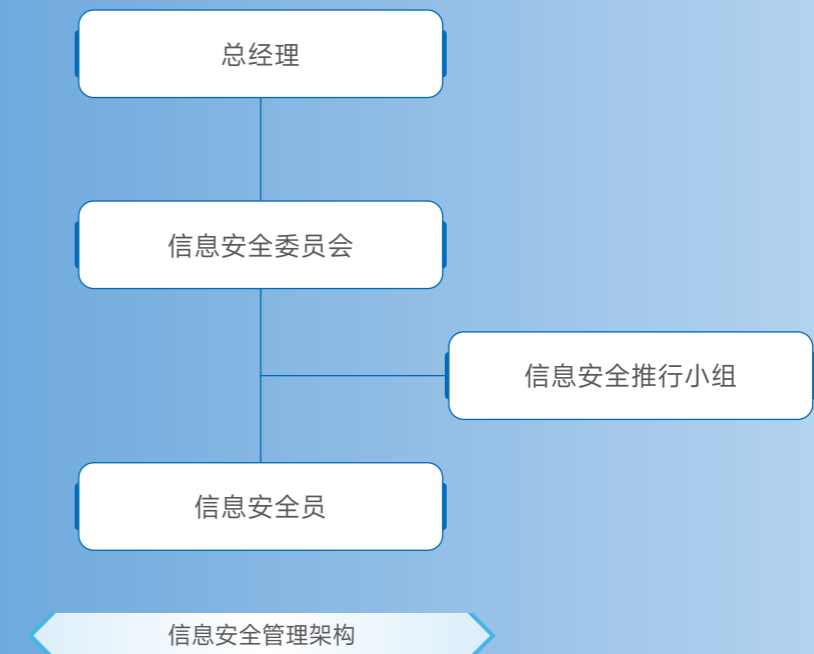 总经理
信息安全委员会
信息安全推行小组
信息安全员
信息安全管理架构